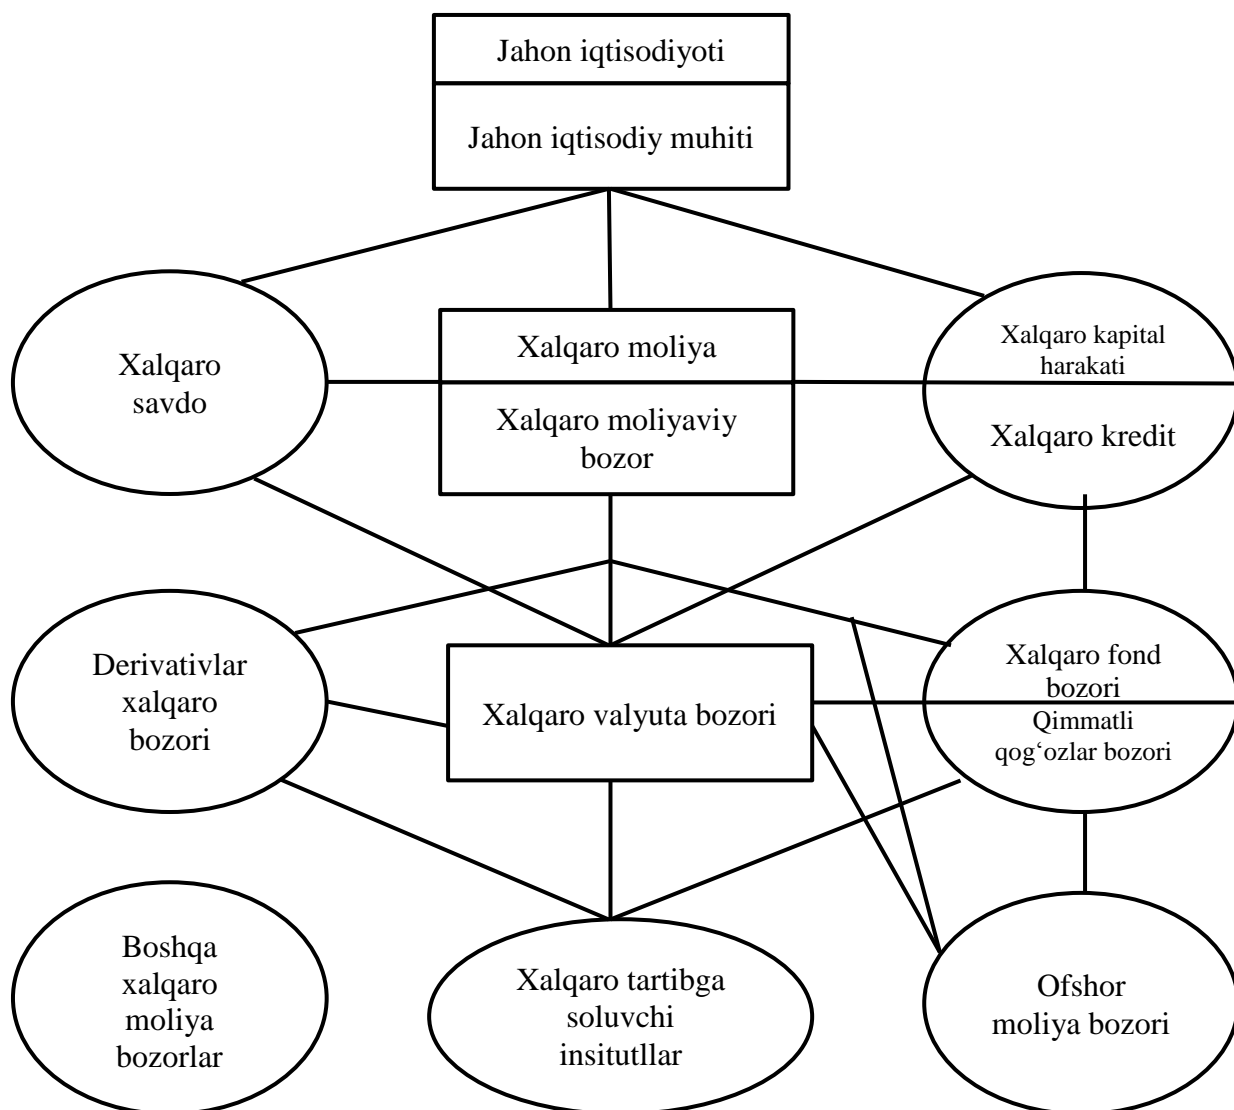 Jahon iqtisodiyoti
Jahon iqtisodiy muhiti
Xalqaro
savdo
Xalqaro moliya
Xalqaro moliyaviy
bozor
Xalqaro kapital
harakati
Xalqaro kredit
Derivativlar
xalqaro
bozori
Xalqaro valyuta bozori
Xalqaro fond
bozori
Qimmatli
qog‘ozlar bozori
Boshqa
xalqaro
moliya
bozorlar
Xalqaro tartibga
soluvchi
insitutllar
Ofshor
moliya bozori